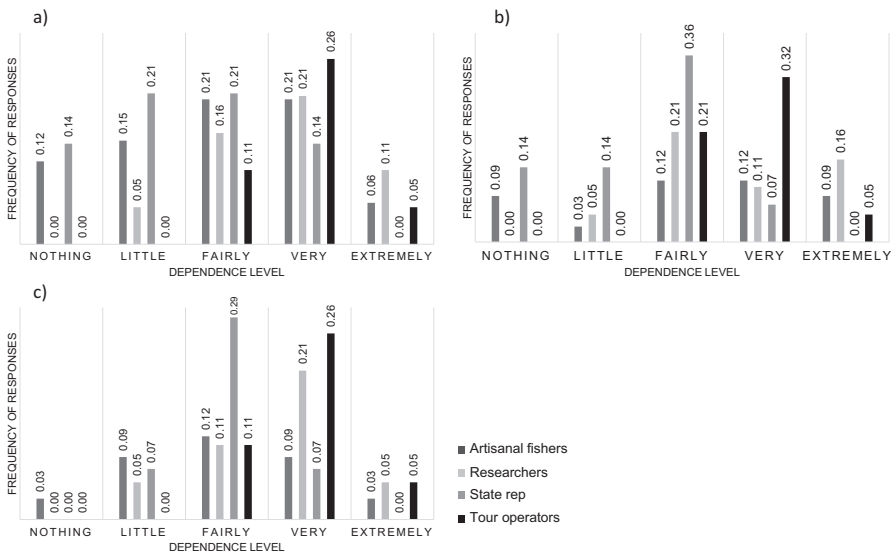 a)
FREQUENCY OF RESPONSES
0.12 0.00 0.14 0.00
0.15 0.05 0.21 0.00
0.21 0.16 0.21 0.11
0.21 0.21 0.14 0.26
0.06 0.11 0.00 0.05
NOTHING LITTLE FAIRLY VERY EXTREMELY
DEPENDENCE LEVEL
b)
FREQUENCY OF RESPONSES
0.09 0.00 0.14 0.00
0.03 0.05 0.14 0.00
0.12 0.21 0.36 0.21
0.12 0.11 0.07 0.32
0.09 0.16 0.00 0.05
NOTHING LITTLE FAIRLY VERY EXTREMELY
DEPENDENCE LEVEL
c)
FREQUENCY OF RESPONSES
0.03 0.00 0.00 0.00
0.09 0.05 0.07 0.00
0.12 0.11 0.29 0.11
0.09 0.21 0.07 0.26
0.03 0.05 0.00 0.05
NOTHING LITTLE FAIRLY VERY EXTREMELY
DEPENDENCE LEVEL
Artisanal fishers
Researchers
State rep
Tour operators